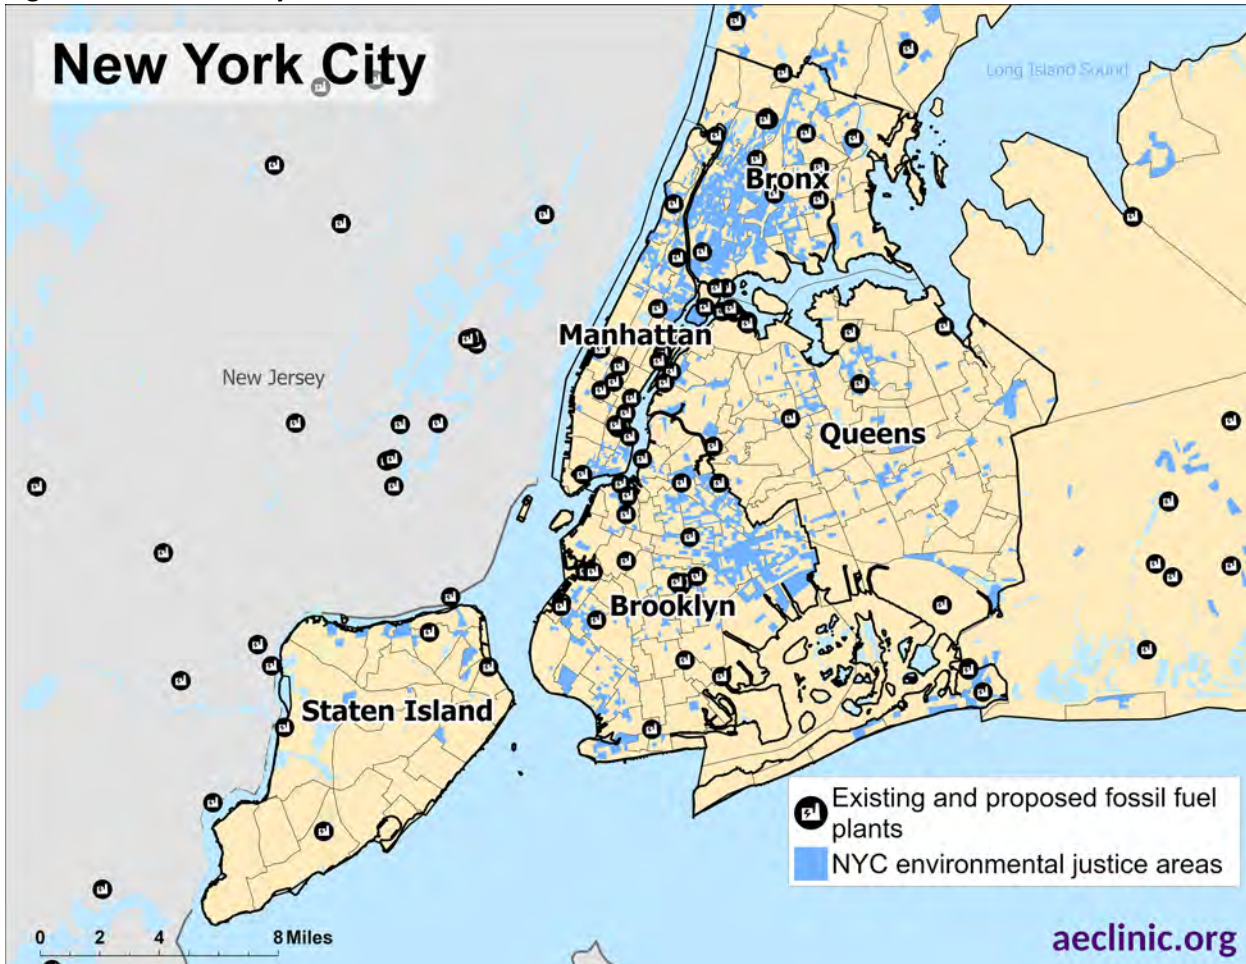 New York City
Long Island Sound
Bronx
Manhattan
New Jersey
Queens
Brooklyn
Staten Island
Existing and proposed fossil fuel
plants
NYC environmental justice areas
0 2 4 8 Miles
aeclinic.org